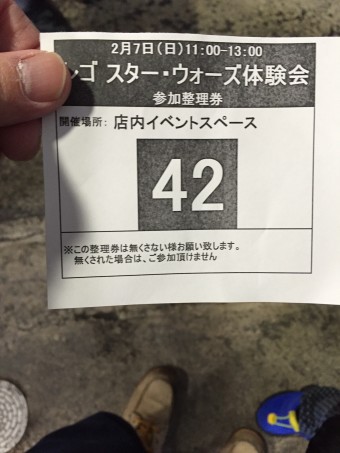 2月7日(日)11:00-13:00
レゴ スター・ウォーズ体験会
参加整理券
開催場所: 店内イベントスペース
42
※この整理券は無くさない様お願い致します。
無くされた場合は、ご参加頂けません